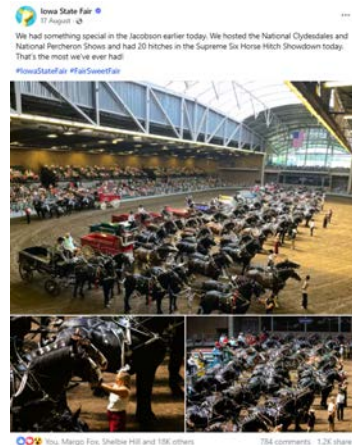 Iowa State Fair
17 August
We had something special in the Jacobson earlier today. We hosted the National Clydesdales and
National Percheron Shows and had 20 hitches in the Supreme Six Horse Hitch Showdown today.
That's the most we've ever had!
#IowaStateFair #FairSweetFair
You, Margo Fox, Shelbie Hill and 18K others
784 comments 1.2K share